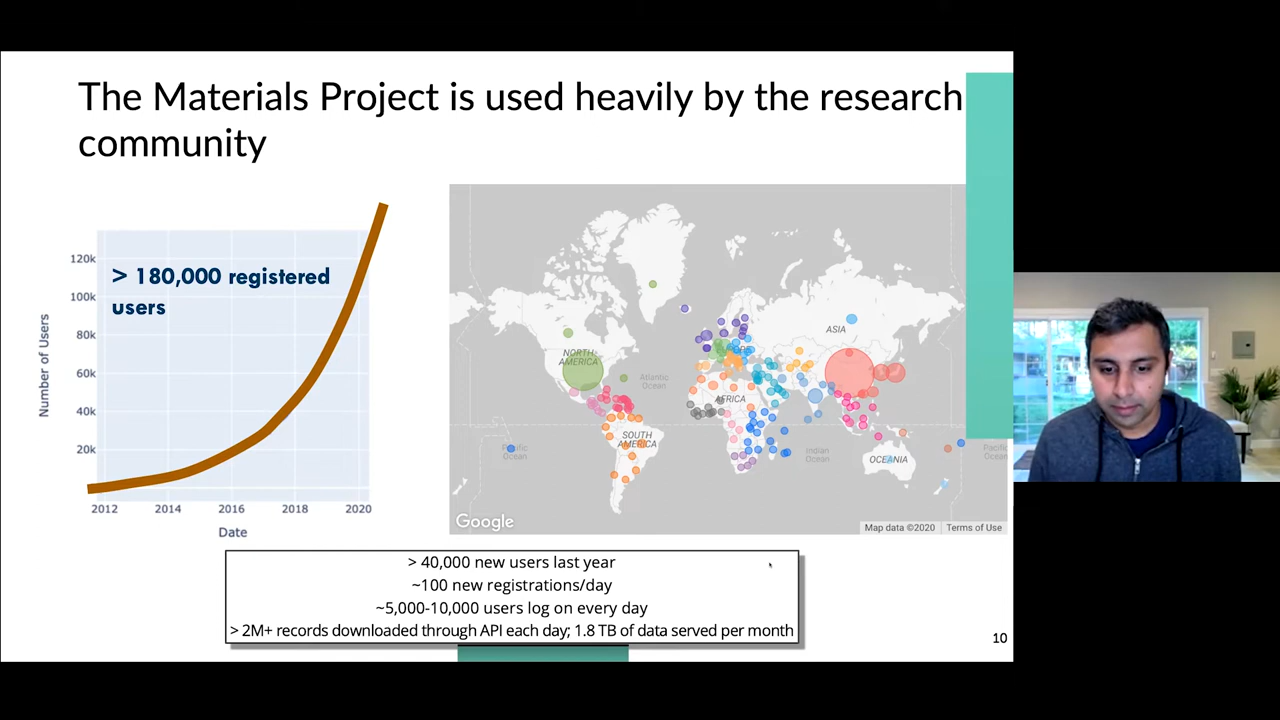 The Materials Project is used heavily by the research
community
> 180,000 registered
users
120k
100k
80k
60k
40k
20k
Number of Users
2012
2014
2016
2018
2020
Date
NORTH
AMERICA
SOUTH
AMERICA
Atlantic
Ocean
AFRICA
ASIA
Indian
Ocean
OCEANIA
Ocean
Pacific
Ocean
Google
Map data ©2020
Terms of Use
> 40,000 new users last year
~100 new registrations/day
~5,000-10,000 users log on every day
> 2M+ records downloaded through API each day; 1.8 TB of data served per month
10